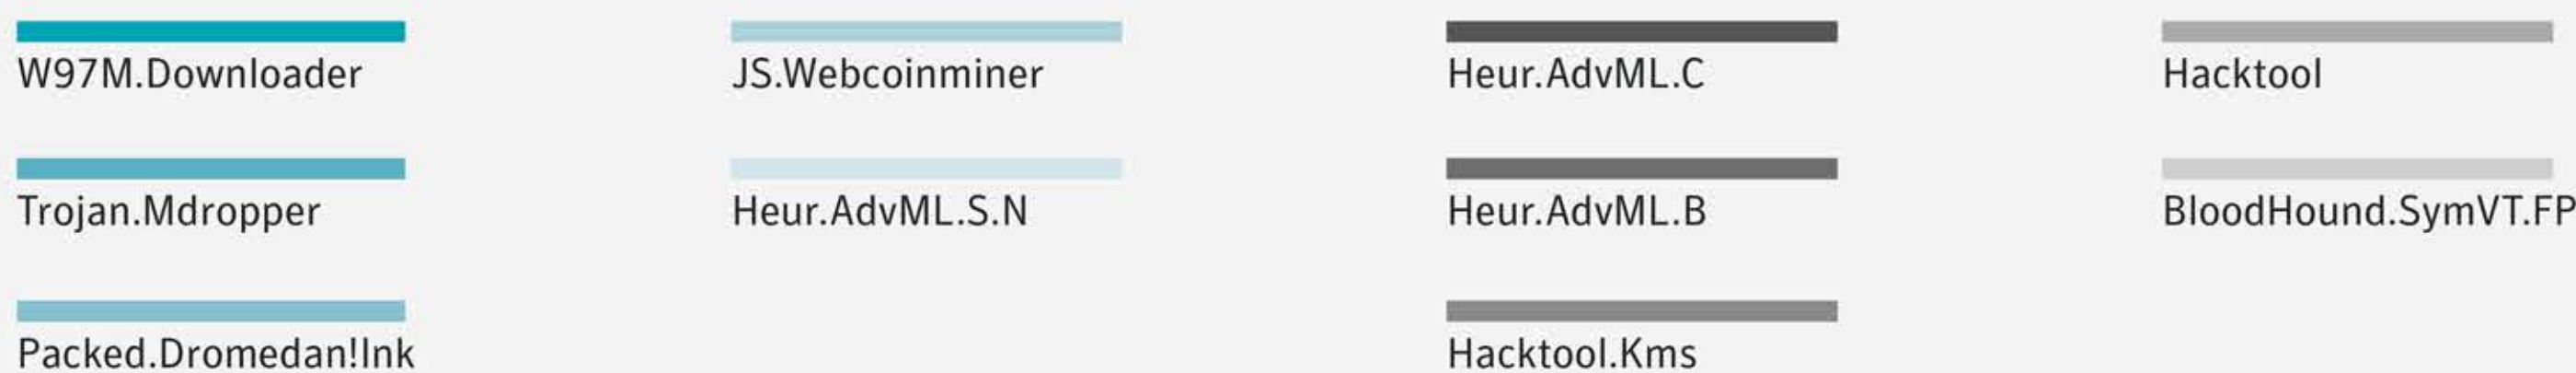 W97M.Downloader
Trojan.Mdropper
Packed.Dromedan!lnk
JS.Webcoinminer
Heur.AdvML.S.N
Heur.AdvML.C
Heur.AdvML.B
Hacktool.Kms
Hacktool
BloodHound.SymVT.FP